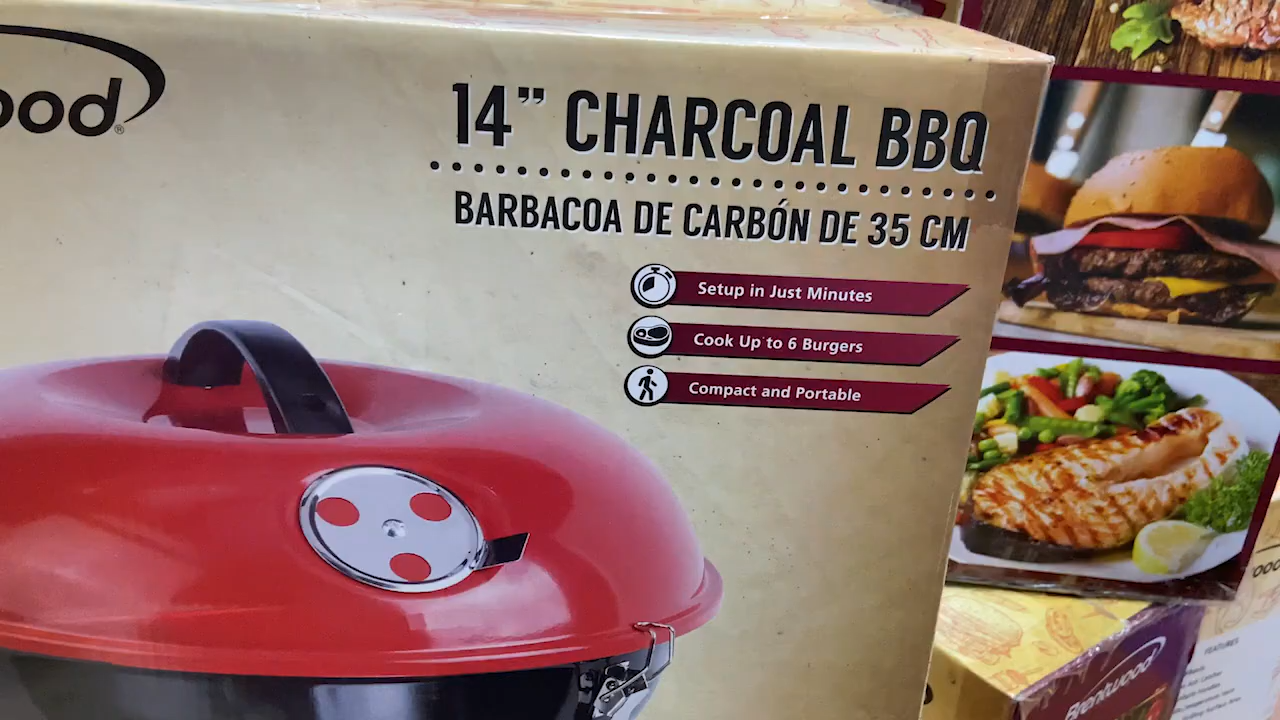 ood®
14” CHARCOAL BBQ
BARBACOA DE CARBÓN DE 35 CM
Setup in Just Minutes
Cook Up to 6 Burgers
Compact and Portable
Brentwood
FEATURES